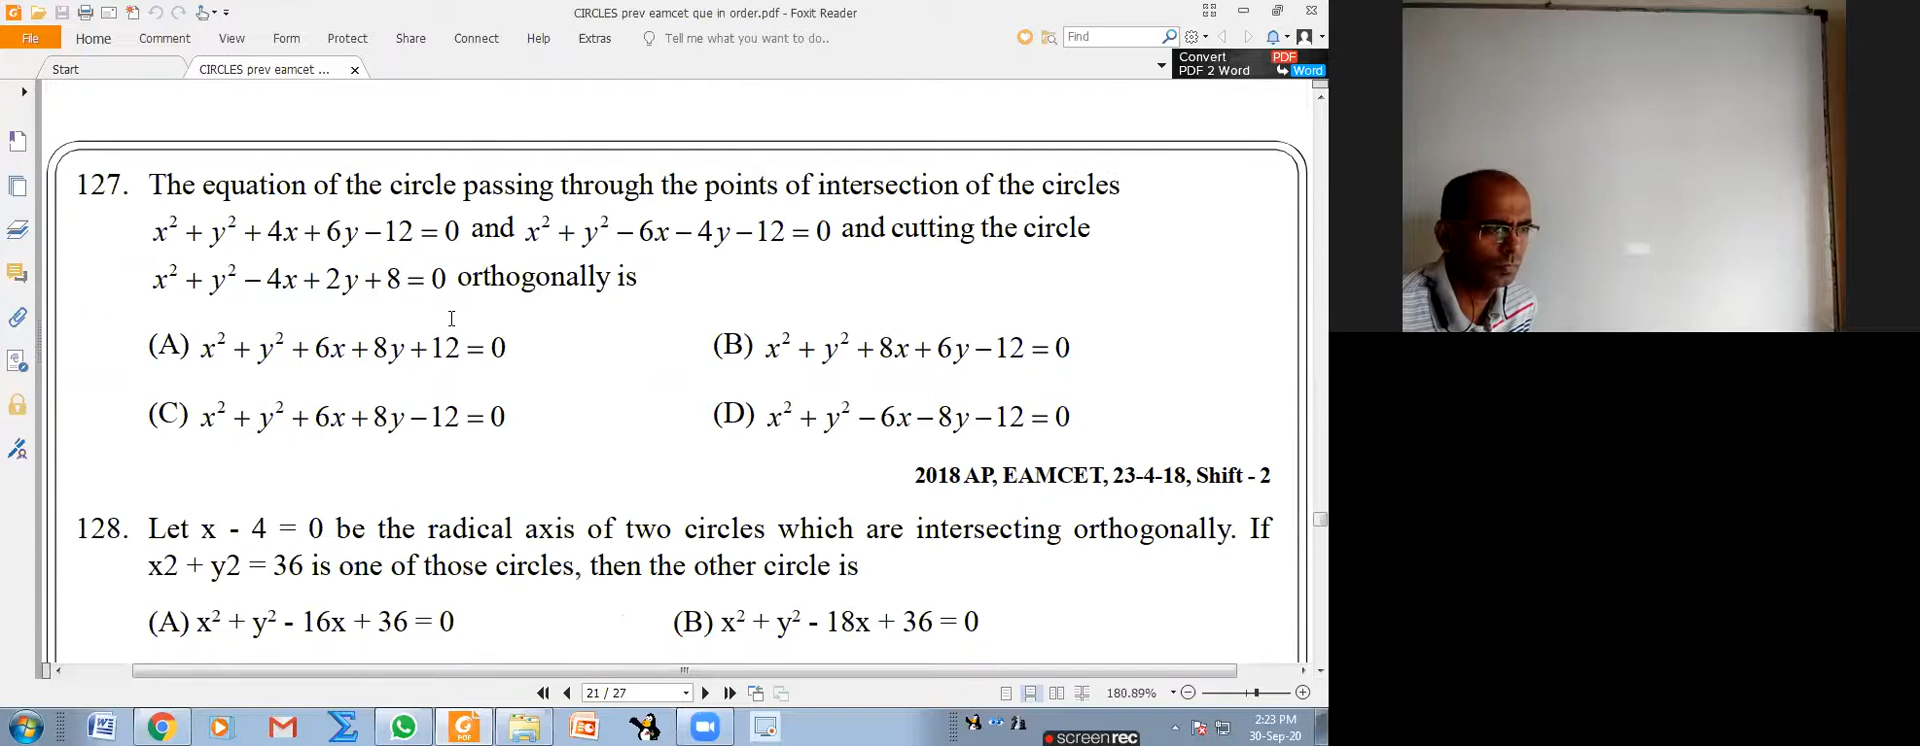 CIRCLES prev eamcet que in order.pdf - Foxit Reader
File Home Comment View Form Protect Share Connect Help Extras Tell me what you want to do.. Find
Start CIRCLES prev eamcet ... Convert PDF
PDF 2 Word Word
127. The equation of the circle passing through the points of intersection of the circles
x² + y² + 4x + 6y − 12 = 0 and x² + y² − 6x − 4y − 12 = 0 and cutting the circle
x² + y² − 4x + 2y + 8 = 0 orthogonally is
(A) x² + y² + 6x + 8y + 12 = 0 (B) x² + y² + 8x + 6y − 12 = 0
(C) x² + y² + 6x + 8y − 12 = 0 (D) x² + y² − 6x − 8y − 12 = 0
2018 AP, EAMCET, 23-4-18, Shift - 2
128. Let x - 4 = 0 be the radical axis of two circles which are intersecting orthogonally. If
x2 + y2 = 36 is one of those circles, then the other circle is
(A) x² + y² - 16x + 36 = 0 (B) x² + y² - 18x + 36 = 0
21 / 27 180.89%
2:23 PM
30-Sep-20
screenrec